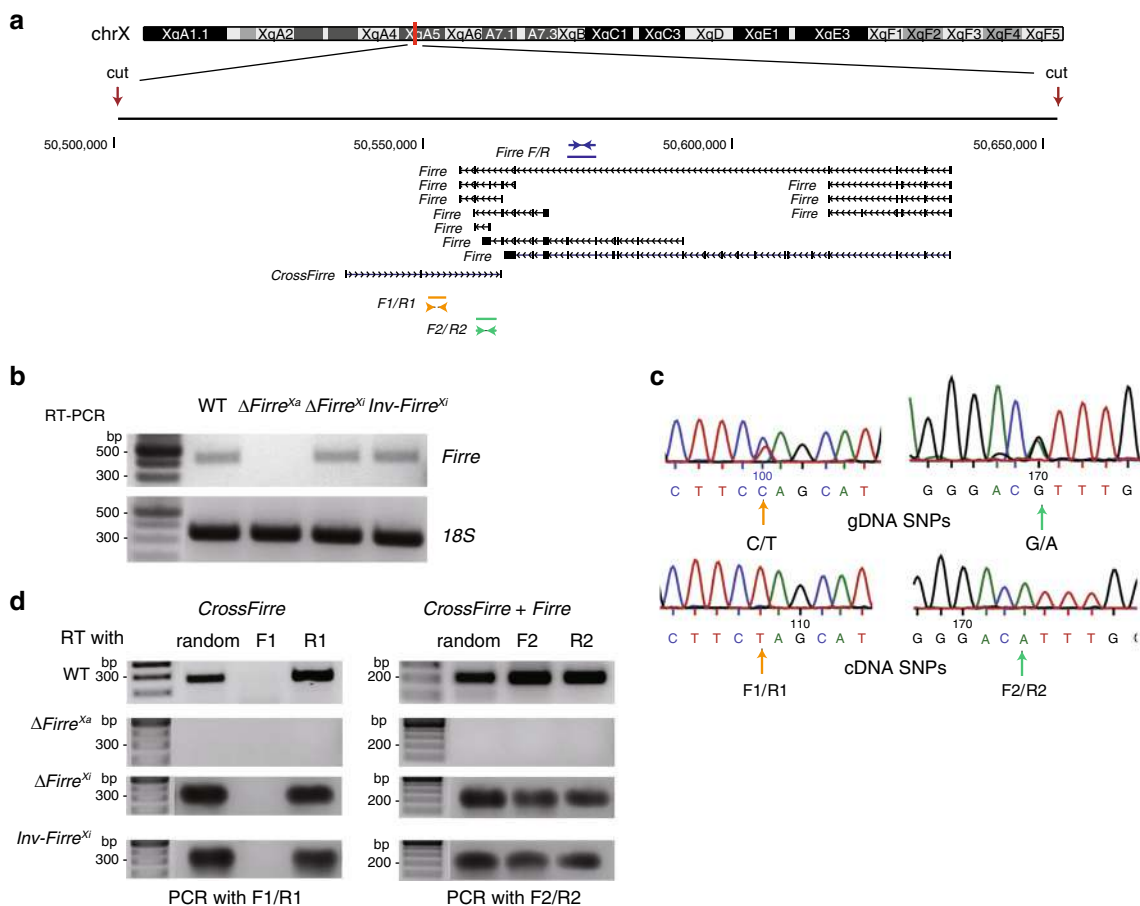 a
chrX XqA1.1 XqA2 XqA4 XqA5 XqA6 A7.1 A7.3 XqB XqC1 XqC3 XqD XqE1 XqE3 XqF1 XqF2 XqF3 XqF4 XqF5
cut cut
50,500,000 50,550,000 50,600,000 50,650,000
Firre F/R
Firre
Firre Firre
Firre Firre
Firre Firre
Firre
Firre
Firre
CrossFirre
F1/R1
F2/R2
b
RT-PCR WT ΔFirreXa ΔFirreXi Inv-FirreXi
bp
500
300
Firre
500
300
18S
c
100
C T T C C A G C A T
C/T
170
G G G A C G T T T G
G/A
gDNA SNPs
110
C T T C T A G C A T
F1/R1
170
G G G A C A T T T G
F2/R2
cDNA SNPs
d
CrossFirre CrossFirre + Firre
RT with random F1 R1 random F2 R2
WT bp 300 bp 200
ΔFirreXa bp 300 bp 200
ΔFirreXi bp 300 bp 200
Inv-FirreXi bp 300 bp 200
PCR with F1/R1 PCR with F2/R2